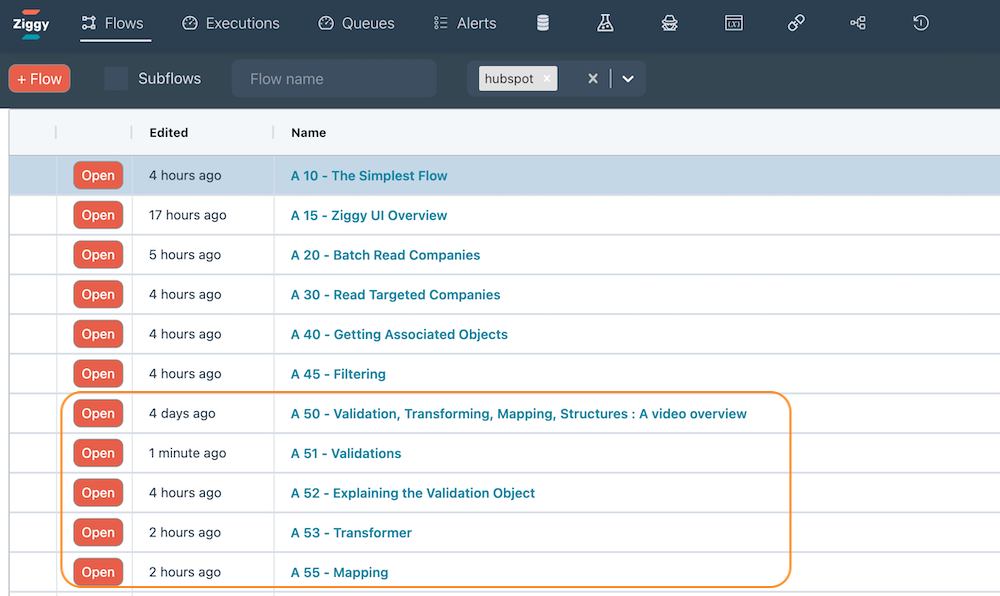 Ziggy Flows Executions Queues Alerts
+ Flow Subflows Flow name hubspot × ×
Edited Name
Open 4 hours ago A 10 - The Simplest Flow
Open 17 hours ago A 15 - Ziggy UI Overview
Open 5 hours ago A 20 - Batch Read Companies
Open 4 hours ago A 30 - Read Targeted Companies
Open 4 hours ago A 40 - Getting Associated Objects
Open 4 hours ago A 45 - Filtering
Open 4 days ago A 50 - Validation, Transforming, Mapping, Structures : A video overview
Open 1 minute ago A 51 - Validations
Open 4 hours ago A 52 - Explaining the Validation Object
Open 2 hours ago A 53 - Transformer
Open 2 hours ago A 55 - Mapping